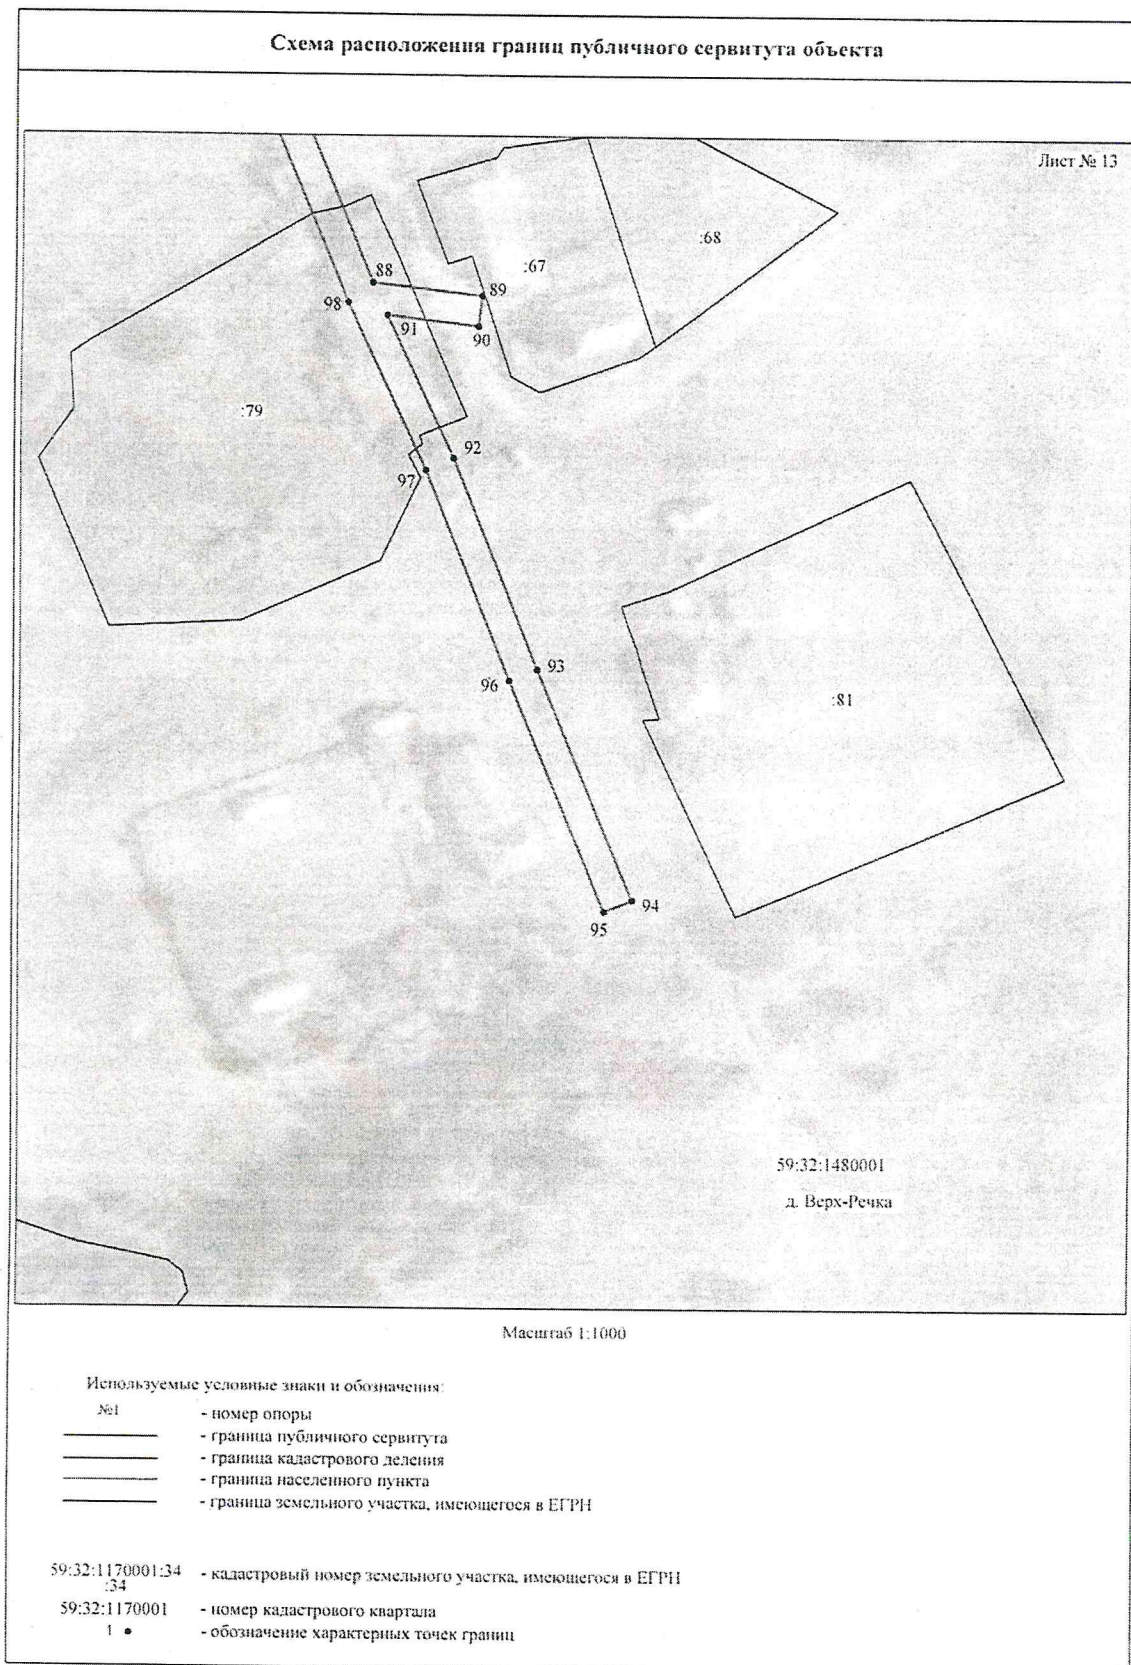 Схема расположения границ публичного сервитута объекта
Лист № 13
:68
:67
88
89
98
91
90
:79
92
97
93
96
:81
94
95
59:32:1480001
д. Верх-Речка
Масштаб 1:1000
Используемые условные знаки и обозначения:
№1 - номер опоры
- граница публичного сервитута
- граница кадастрового деления
- граница населенного пункта
- граница земельного участка, имеющегося в ЕГРН
59:32:1170001:34
:34
- кадастровый номер земельного участка, имеющегося в ЕГРН
59:32:1170001 - номер кадастрового квартала
1 - обозначение характерных точек границ